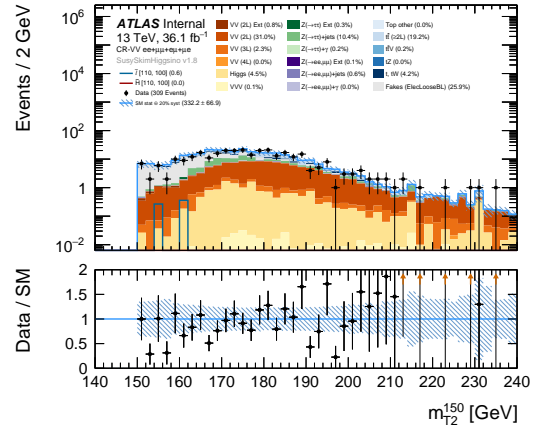 ATLAS Internal
13 TeV, 36.1 fb⁻¹
CR-VV ee+μμ+eμ+μe
SusySkimHiggsino v1.8
l̃ [110, 100] (0.6)
H̃ [110, 100] (0.0)
Data (309 Events)
SM stat ⊕ 20% syst (332.2 ± 66.9)
VV (2L) Ext (0.8%)
VV (2L) (31.0%)
VV (3L) (2.3%)
VV (4L) (0.0%)
Higgs (4.5%)
VVV (0.1%)
Z(→ττ) Ext (0.3%)
Z(→ττ)+jets (10.4%)
Z(→ττ)+γ (0.2%)
Z(→ee,μμ) Ext (0.1%)
Z(→ee,μμ)+jets (0.6%)
Z(→ee,μμ)+γ (0.0%)
Top other (0.0%)
tt̄ (≥2L) (19.2%)
tt̄V (0.2%)
tZ (0.0%)
t, tW (4.2%)
Fakes (ElecLooseBL) (25.9%)
Events / 2 GeV
10⁶
10⁴
10²
1
10⁻²
Data / SM
2
1.5
1
0.5
0
140 150 160 170 180 190 200 210 220 230 240
m_T2^150 [GeV]